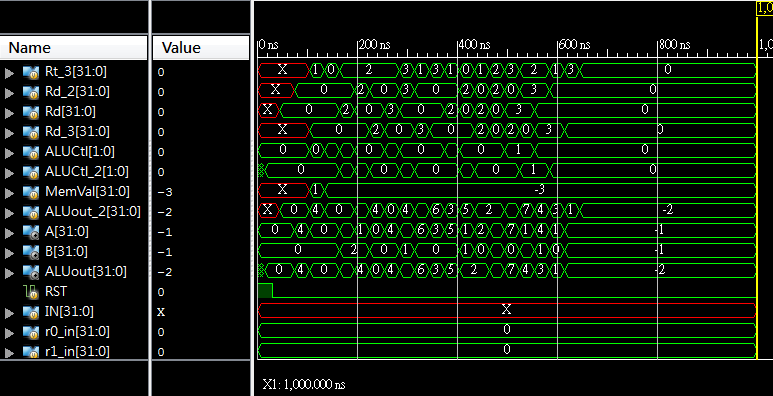 1,0
Name Value 0 ns 200 ns 400 ns 600 ns 800 ns 1,0
Rt_3[31:0] 0 X 1 0 2 3 1 3 1 0 1 2 3 2 1 3 0
Rd_2[31:0] 0 X 0 2 0 3 0 2 0 2 0 3 0
Rd[31:0] 0 X 0 2 0 3 0 2 0 2 0 3 0
Rd_3[31:0] 0 X 0 2 0 3 0 2 0 2 0 3 0
ALUCtl[1:0] 0 0 0 0 0 0 0 1 0
ALUCtl_2[1:0] 0 0 0 0 0 0 1 0
MemVal[31:0] -3 X 1 -3
ALUout_2[31:0] -2 X 0 4 0 4 0 4 6 3 5 2 7 4 3 1 -2
A[31:0] -1 0 4 0 1 0 4 6 3 5 1 2 7 1 4 1 -1
B[31:0] -1 0 2 0 1 0 1 0 0 1 0 -1
ALUout[31:0] -2 0 4 0 4 0 4 6 3 5 2 7 4 3 1 -2
RST 0
IN[31:0] X X
r0_in[31:0] 0 0
r1_in[31:0] 0 0
X1: 1,000.000 ns